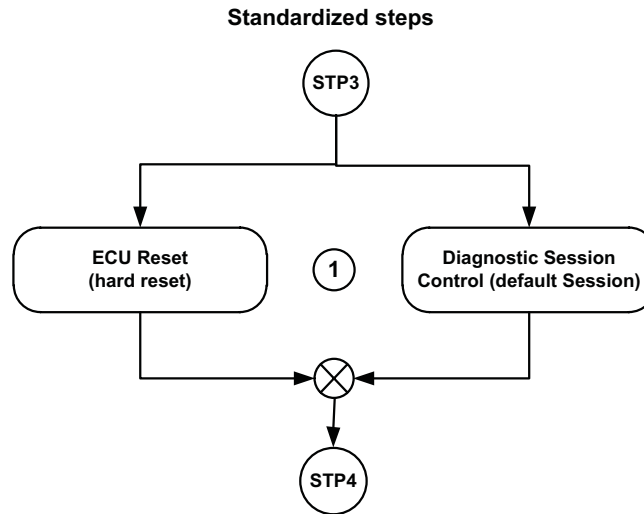 Standardized steps
STP3
ECU Reset
(hard reset)
1
Diagnostic Session
Control (default Session)
STP4